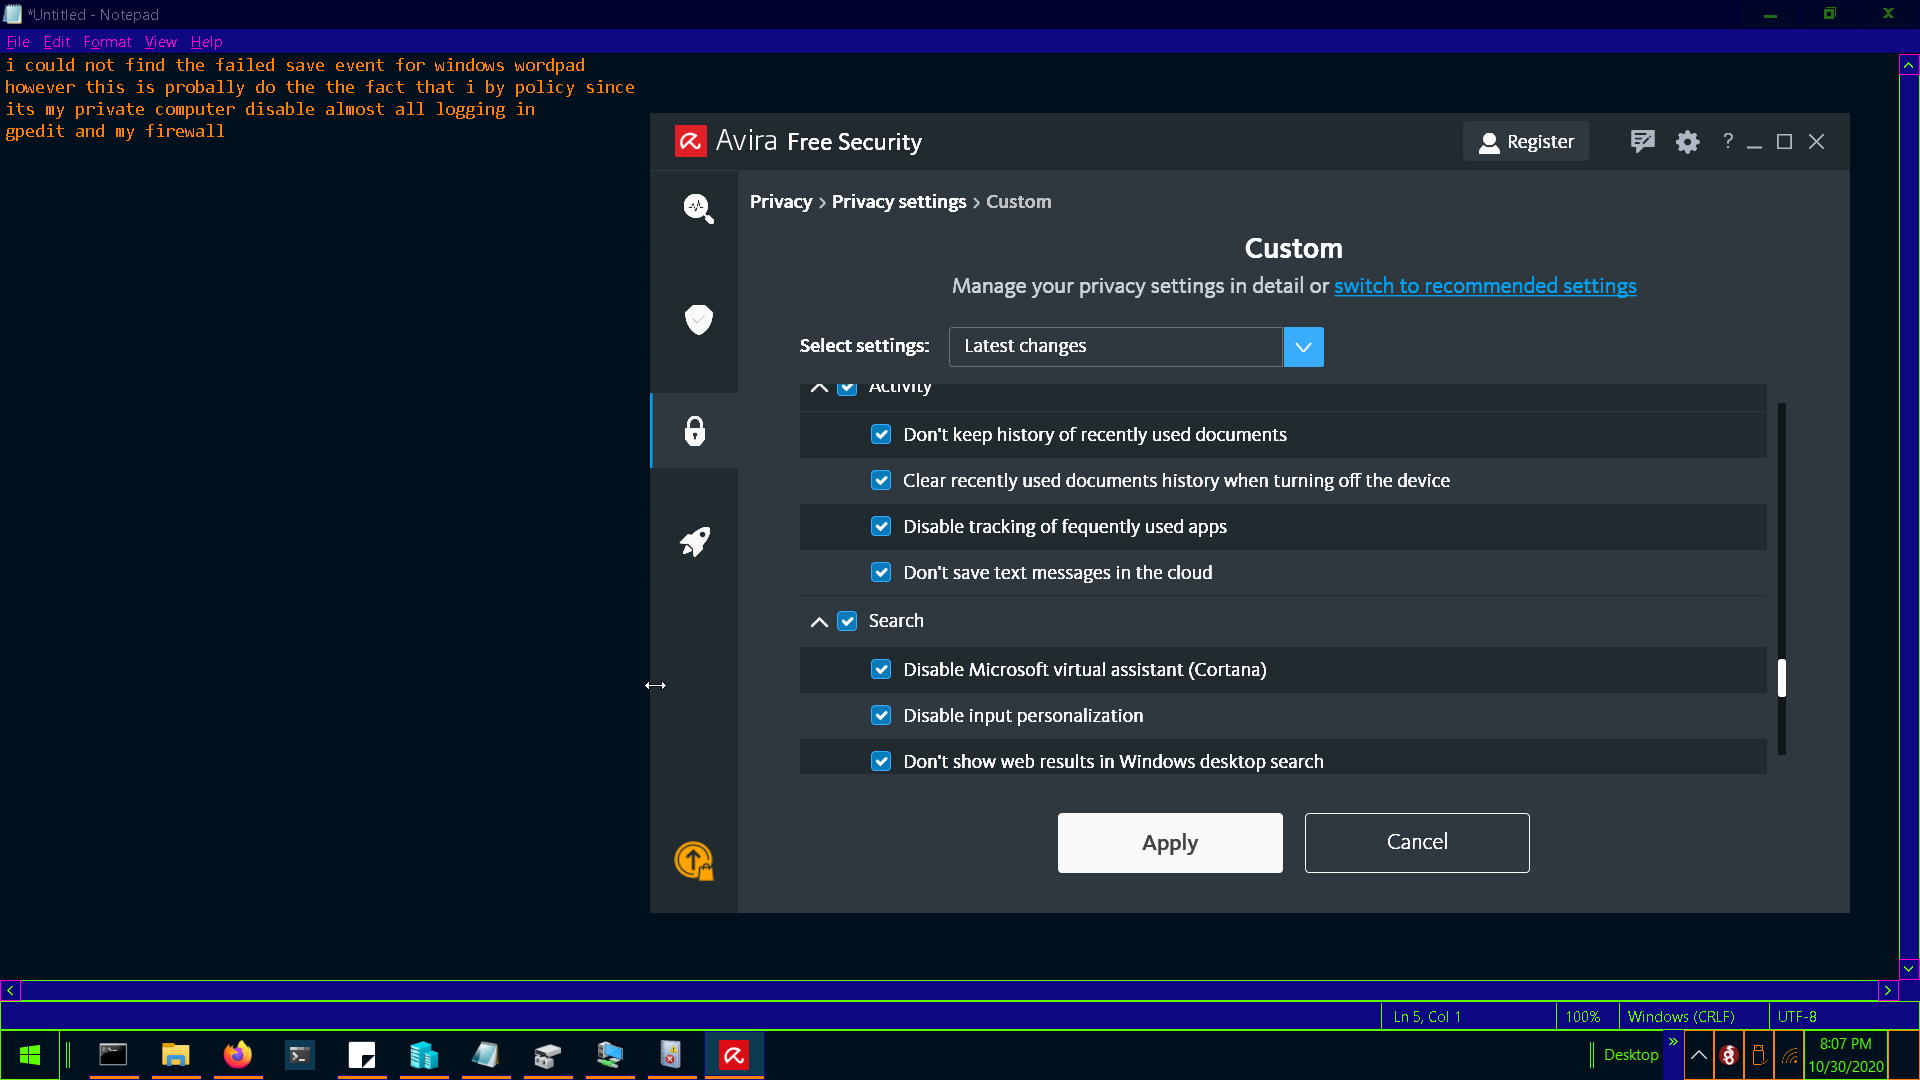 *Untitled - Notepad
File Edit Format View Help
i could not find the failed save event for windows wordpad
however this is probally do the the fact that i by policy since
its my private computer disable almost all logging in
gpedit and my firewall
Avira Free Security
Register
?
Privacy > Privacy settings > Custom
Custom
Manage your privacy settings in detail or switch to recommended settings
Select settings: Latest changes
Activity
Don't keep history of recently used documents
Clear recently used documents history when turning off the device
Disable tracking of fequently used apps
Don't save text messages in the cloud
Search
Disable Microsoft virtual assistant (Cortana)
Disable input personalization
Don't show web results in Windows desktop search
Apply Cancel
Ln 5, Col 1 100% Windows (CRLF) UTF-8
Desktop
8:07 PM
10/30/2020